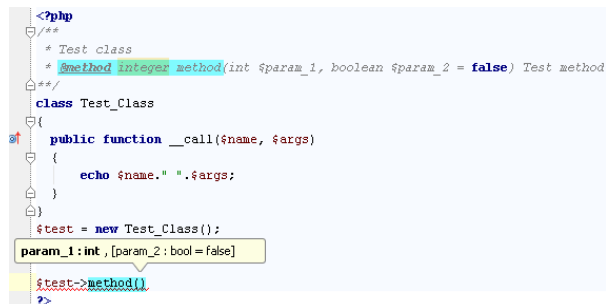 <?php
/**
* Test class
* @method integer method(int $param_1, boolean $param_2 = false) Test method
**/
class Test_Class
{
public function __call($name, $args)
{
echo $name." ".$args;
}
}
$test = new Test_Class();
param_1 : int , [param_2 : bool = false]
$test->method()
?>